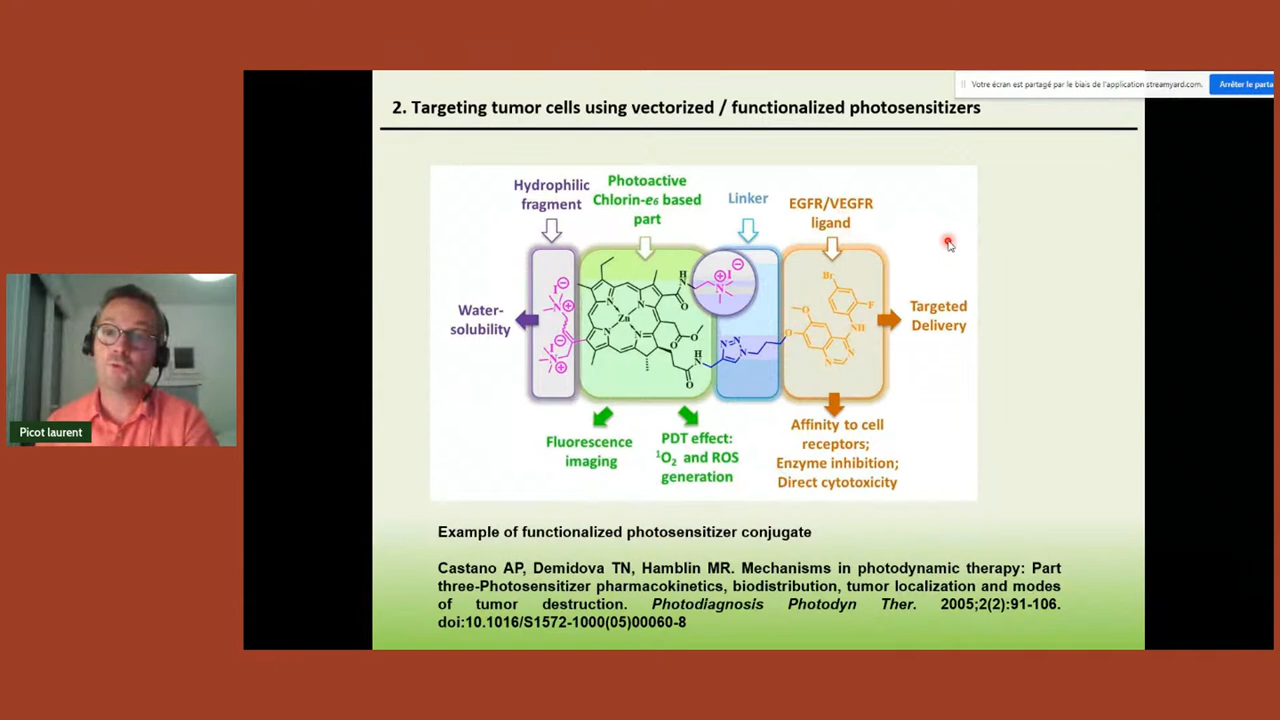 Votre écran est partagé par le biais de l'application streamyard.com.
Arrêter le parta
2. Targeting tumor cells using vectorized / functionalized photosensitizers
Hydrophilic
fragment
Photoactive
Chlorin-e6 based
part
Linker
EGFR/VEGFR
ligand
Water-
solubility
Zn
N
N
N
N
H
N
O
O
O
H
N
O
N
N
N
N
I
N
I
N
I
O
O
Br
F
NH
N
N
Targeted
Delivery
Fluorescence
imaging
PDT effect:
¹O₂ and ROS
generation
Affinity to cell
receptors;
Enzyme inhibition;
Direct cytotoxicity
Example of functionalized photosensitizer conjugate
Castano AP, Demidova TN, Hamblin MR. Mechanisms in photodynamic therapy: Part
three-Photosensitizer pharmacokinetics, biodistribution, tumor localization and modes
of tumor destruction. Photodiagnosis Photodyn Ther. 2005;2(2):91-106.
doi:10.1016/S1572-1000(05)00060-8
Picot laurent